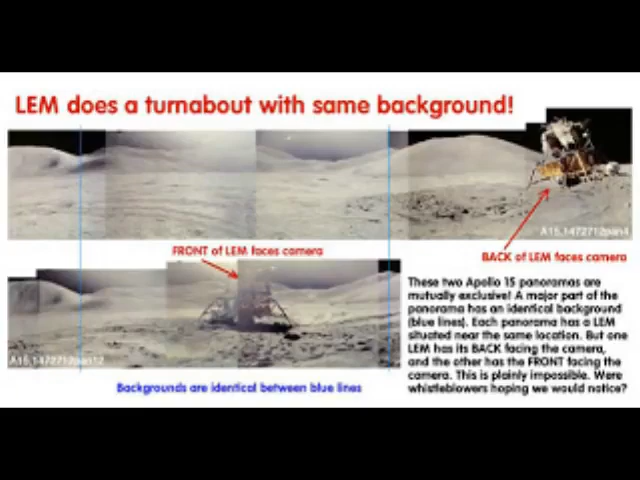 LEM does a turnabout with same background!
A15.1472712pan4
FRONT of LEM faces camera
BACK of LEM faces camera
These two Apollo 15 panoramas are
mutually exclusive! A major part of the
panorama has an identical background
(blue lines). Each panorama has a LEM
situated near the same location. But one
LEM has its BACK facing the camera,
and the other has the FRONT facing the
camera. This is plainly impossible. Were
whistleblowers hoping we would notice?
A15.1472712pan12
Backgrounds are identical between blue lines